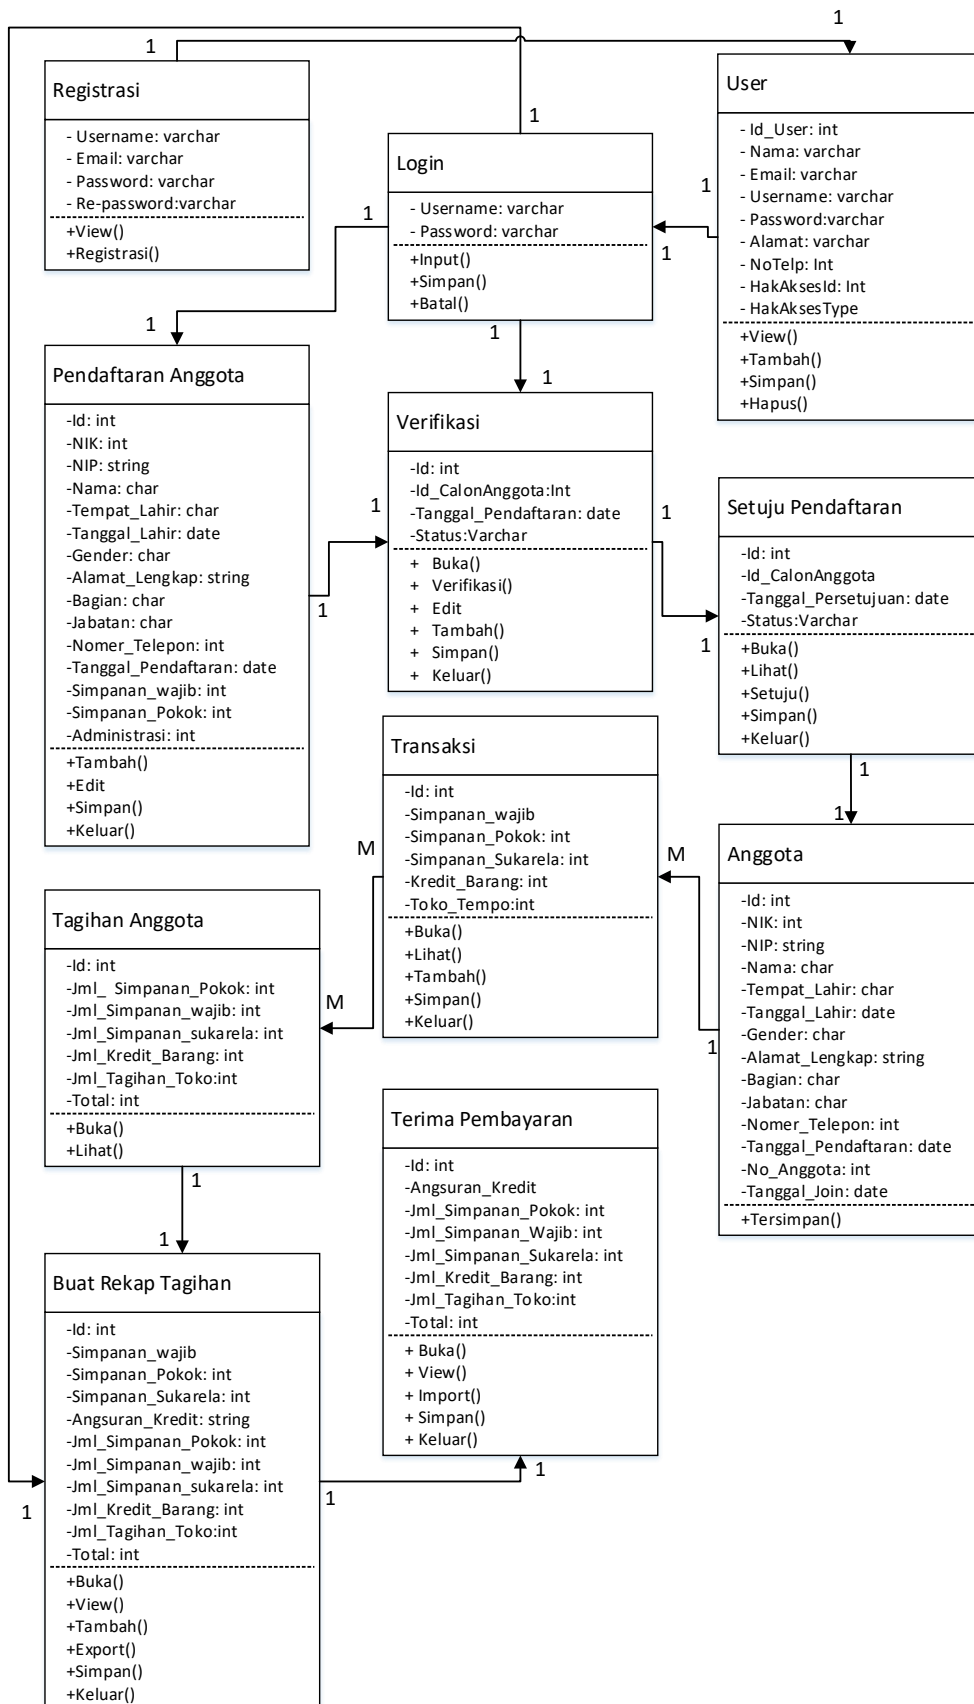 1
1
Registrasi
- Username: varchar
- Email: varchar
- Password: varchar
- Re-password:varchar
+View()
+Registrasi()
User
- Id_User: int
- Nama: varchar
- Email: varchar
- Username: varchar
- Password:varchar
- Alamat: varchar
- NoTelp: Int
- HakAksesId: Int
- HakAksesType
+View()
+Tambah()
+Simpan()
+Hapus()
1
Login
- Username: varchar
- Password: varchar
+Input()
+Simpan()
+Batal()
1
1
1
1
1
1
Pendaftaran Anggota
-Id: int
-NIK: int
-NIP: string
-Nama: char
-Tempat_Lahir: char
-Tanggal_Lahir: date
-Gender: char
-Alamat_Lengkap: string
-Bagian: char
-Jabatan: char
-Nomer_Telepon: int
-Tanggal_Pendaftaran: date
-Simpanan_wajib: int
-Simpanan_Pokok: int
-Administrasi: int
+Tambah()
+Edit
+Simpan()
+Keluar()
1
1
Verifikasi
-Id: int
-Id_CalonAnggota:Int
-Tanggal_Pendaftaran: date
-Status:Varchar
+ Buka()
+ Verifikasi()
+ Edit
+ Tambah()
+ Simpan()
+ Keluar()
1
1
Setuju Pendaftaran
-Id: int
-Id_CalonAnggota
-Tanggal_Persetujuan: date
-Status:Varchar
+Buka()
+Lihat()
+Setuju()
+Simpan()
+Keluar()
1
1
Transaksi
-Id: int
-Simpanan_wajib
-Simpanan_Pokok: int
-Simpanan_Sukarela: int
-Kredit_Barang: int
-Toko_Tempo:int
+Buka()
+Lihat()
+Tambah()
+Simpan()
+Keluar()
M
M
Anggota
-Id: int
-NIK: int
-NIP: string
-Nama: char
-Tempat_Lahir: char
-Tanggal_Lahir: date
-Gender: char
-Alamat_Lengkap: string
-Bagian: char
-Jabatan: char
-Nomer_Telepon: int
-Tanggal_Pendaftaran: date
-No_Anggota: int
-Tanggal_Join: date
+Tersimpan()
1
Tagihan Anggota
-Id: int
-Jml_ Simpanan_Pokok: int
-Jml_Simpanan_wajib: int
-Jml_Simpanan_sukarela: int
-Jml_Kredit_Barang: int
-Jml_Tagihan_Toko:int
-Total: int
+Buka()
+Lihat()
M
1
1
Terima Pembayaran
-Id: int
-Angsuran_Kredit
-Jml_Simpanan_Pokok: int
-Jml_Simpanan_Wajib: int
-Jml_Simpanan_Sukarela: int
-Jml_Kredit_Barang: int
-Jml_Tagihan_Toko:int
-Total: int
+ Buka()
+ View()
+ Import()
+ Simpan()
+ Keluar()
1
Buat Rekap Tagihan
-Id: int
-Simpanan_wajib
-Simpanan_Pokok: int
-Simpanan_Sukarela: int
-Angsuran_Kredit: string
-Jml_Simpanan_Pokok: int
-Jml_Simpanan_wajib: int
-Jml_Simpanan_sukarela: int
-Jml_Kredit_Barang: int
-Jml_Tagihan_Toko:int
-Total: int
+Buka()
+View()
+Tambah()
+Export()
+Simpan()
+Keluar()
1
1